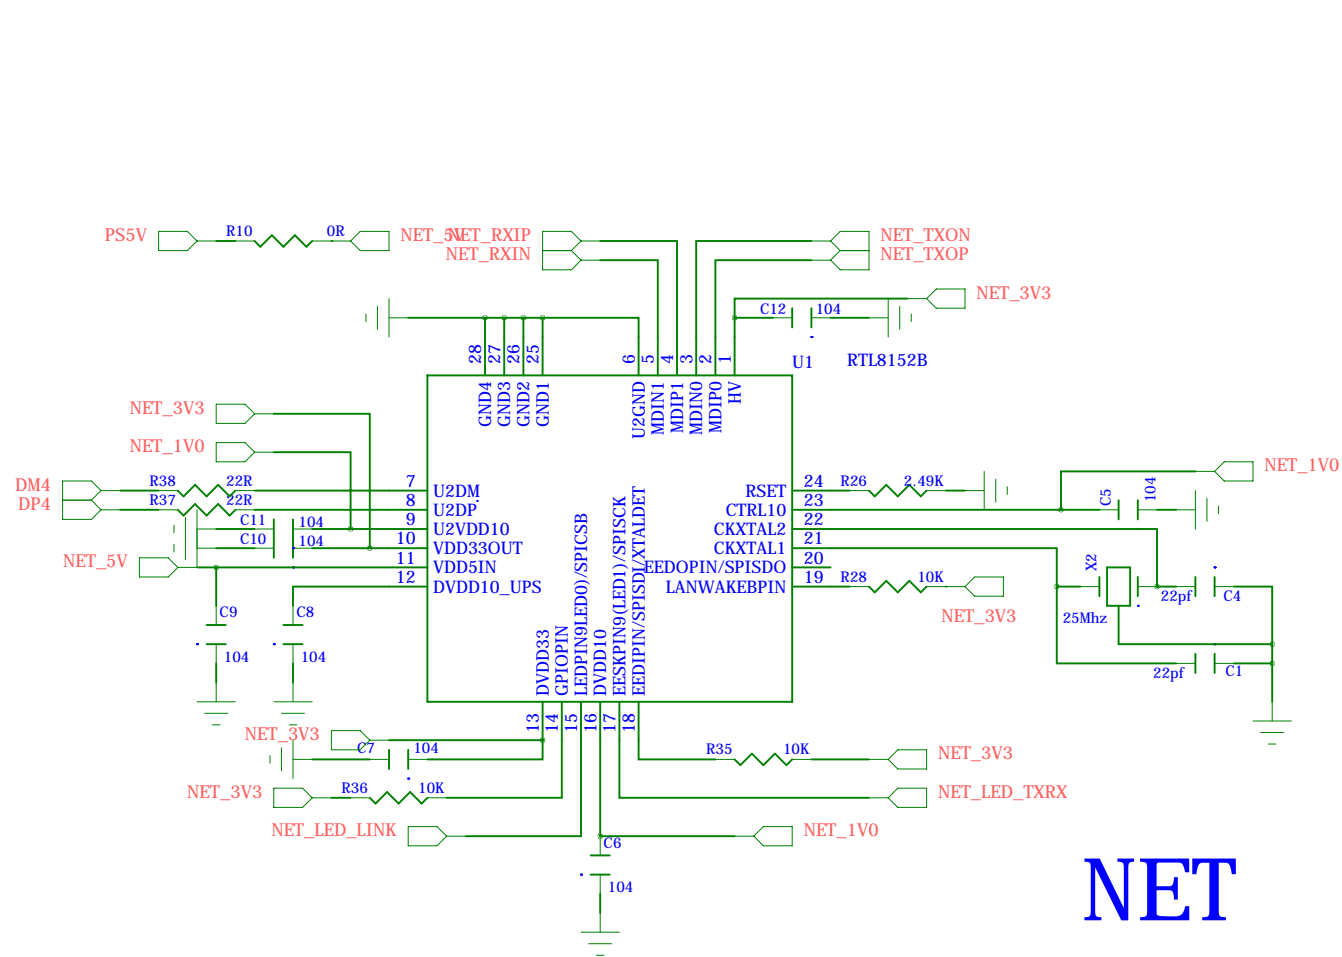 PS5V R10 0R NET_5V NET_RXIP NET_TXON
NET_RXIN NET_TXOP
NET_3V3
C12 104
U1 RTL8152B
28 27 26 25 6 5 4 3 2 1
GND4 GND3 GND2 GND1 U2GND MDIN1 MDIP1 MDIN0 MDIP0 HV
NET_3V3
NET_1V0
NET_1V0
DM4 R38 22R 7 U2DM RSET 24 R26 2.49K
DP4 R37 22R 8 U2DP CTRL10 23 C5 104
C11 104 9 U2VDD10 CKXTAL2 22
C10 104 10 VDD33OUT CKXTAL1 21
NET_5V 11 VDD5IN EEDOPIN/SPISDO 20 X2
12 DVDD10_UPS LANWAKEBPIN 19 R28 10K
22pf C4
C9 C8 NET_3V3 25Mhz
104 104
22pf C1
DVDD33 GPIOPIN LEDPIN9LED0)/SPICSB DVDD10 EESKPIN9(LED1)/SPISCK EEDIPIN/SPISDI/XTALDET
13 14 15 16 17 18
NET_3V3
C7 104 R35 10K NET_3V3
NET_3V3 R36 10K NET_LED_TXRX
NET_LED_LINK NET_1V0
C6
104
NET